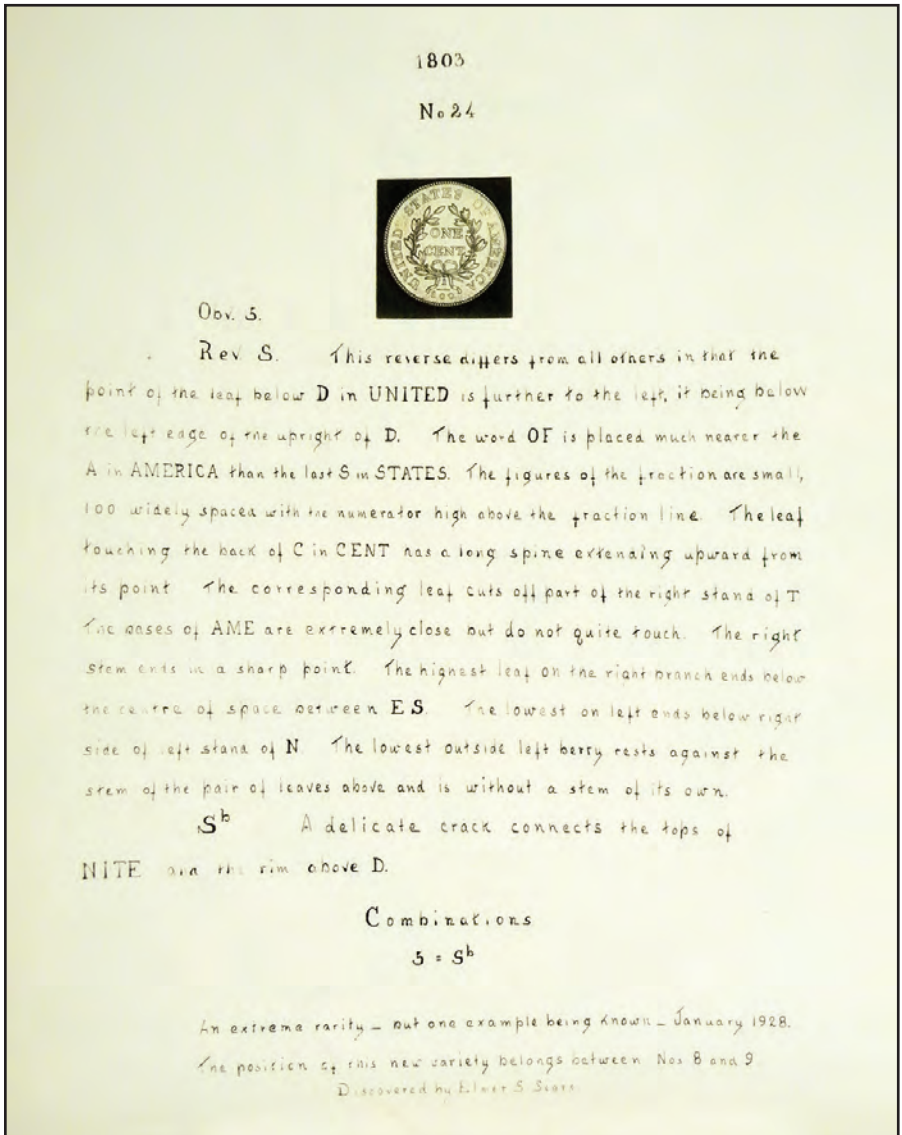 1803
No 24
UNITED STATES OF AMERICA
ONE
CENT
Obv. 5.
Rev S. This reverse differs from all others in that the
point of the leaf below D in UNITED is further to the left, it being below
the left edge of the upright of D. The word OF is placed much nearer the
A in AMERICA than the last S in STATES. The figures of the fraction are small,
100 widely spaced with the numerator high above the fraction line. The leaf
touching the back of C in CENT has a long spine extending upward from
its point The corresponding leaf cuts off part of the right stand of T
The bases of AME are extremely close but do not quite touch. The right
stem ends in a sharp point. The highest leaf on the right branch ends below
the centre of space between E S. The lowest on left ends below right
side of left stand of N. The lowest outside left berry rests against the
stem of the pair of leaves above and is without a stem of its own.
Sb A delicate crack connects the tops of
NITE and the rim above D.
Combinations
5 = Sb
An extreme rarity - but one example being known - January 1928.
The position of this new variety belongs between Nos 8 and 9
Discovered by Elmer S Sears